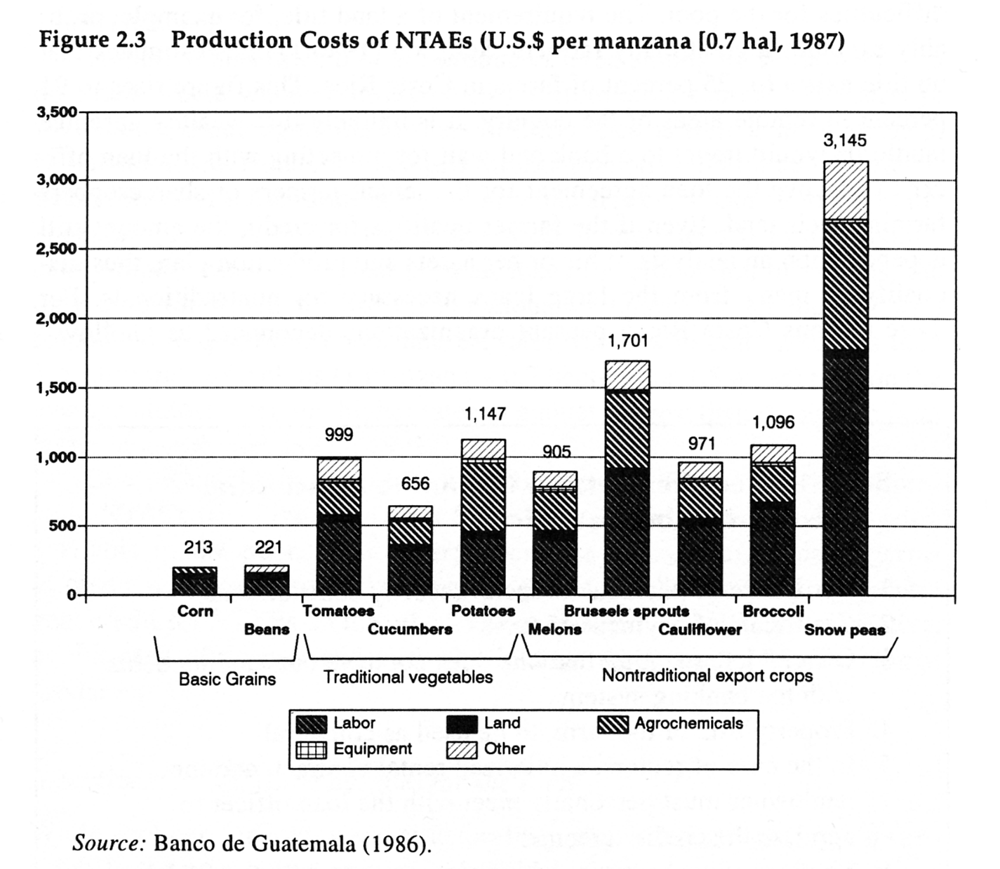 Figure 2.3 Production Costs of NTAEs (U.S.$ per manzana [0.7 ha], 1987)
3,500
3,145
3,000
2,500
2,000
1,701
1,500
1,147
1,096
999
971
905
1,000
656
500
213
221
0
Corn Tomatoes Potatoes Brussels sprouts Broccoli
Beans Cucumbers Melons Cauliflower Snow peas
Basic Grains Traditional vegetables Nontraditional export crops
Labor Land Agrochemicals
Equipment Other
Source: Banco de Guatemala (1986).